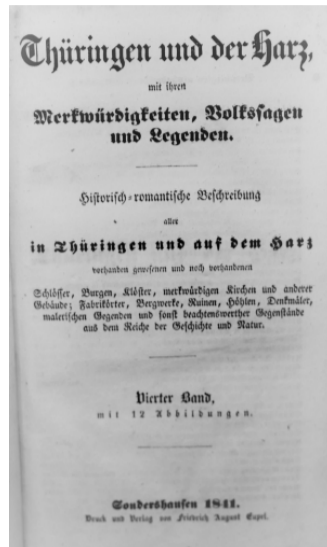 Thüringen und der Harz,
mit ihren
Merkwürdigkeiten, Volkssagen
und Legenden.
Historisch-romantische Beschreibung
aller
in Thüringen und auf dem Harz
vorhanden gewesenen und noch vorhandenen
Schlösser, Burgen, Klöster, merkwürdigen Kirchen und anderer
Gebäude; Fabrikörter, Bergwerke, Ruinen, Höhlen, Denkmäler,
malerischen Gegenden und sonst beachtenswerther Gegenstände
aus dem Reiche der Geschichte und Natur.
Vierter Band,
mit 12 Abbildungen.
Sondershausen 1841.
Druck und Verlag von Friedrich August Eupel.